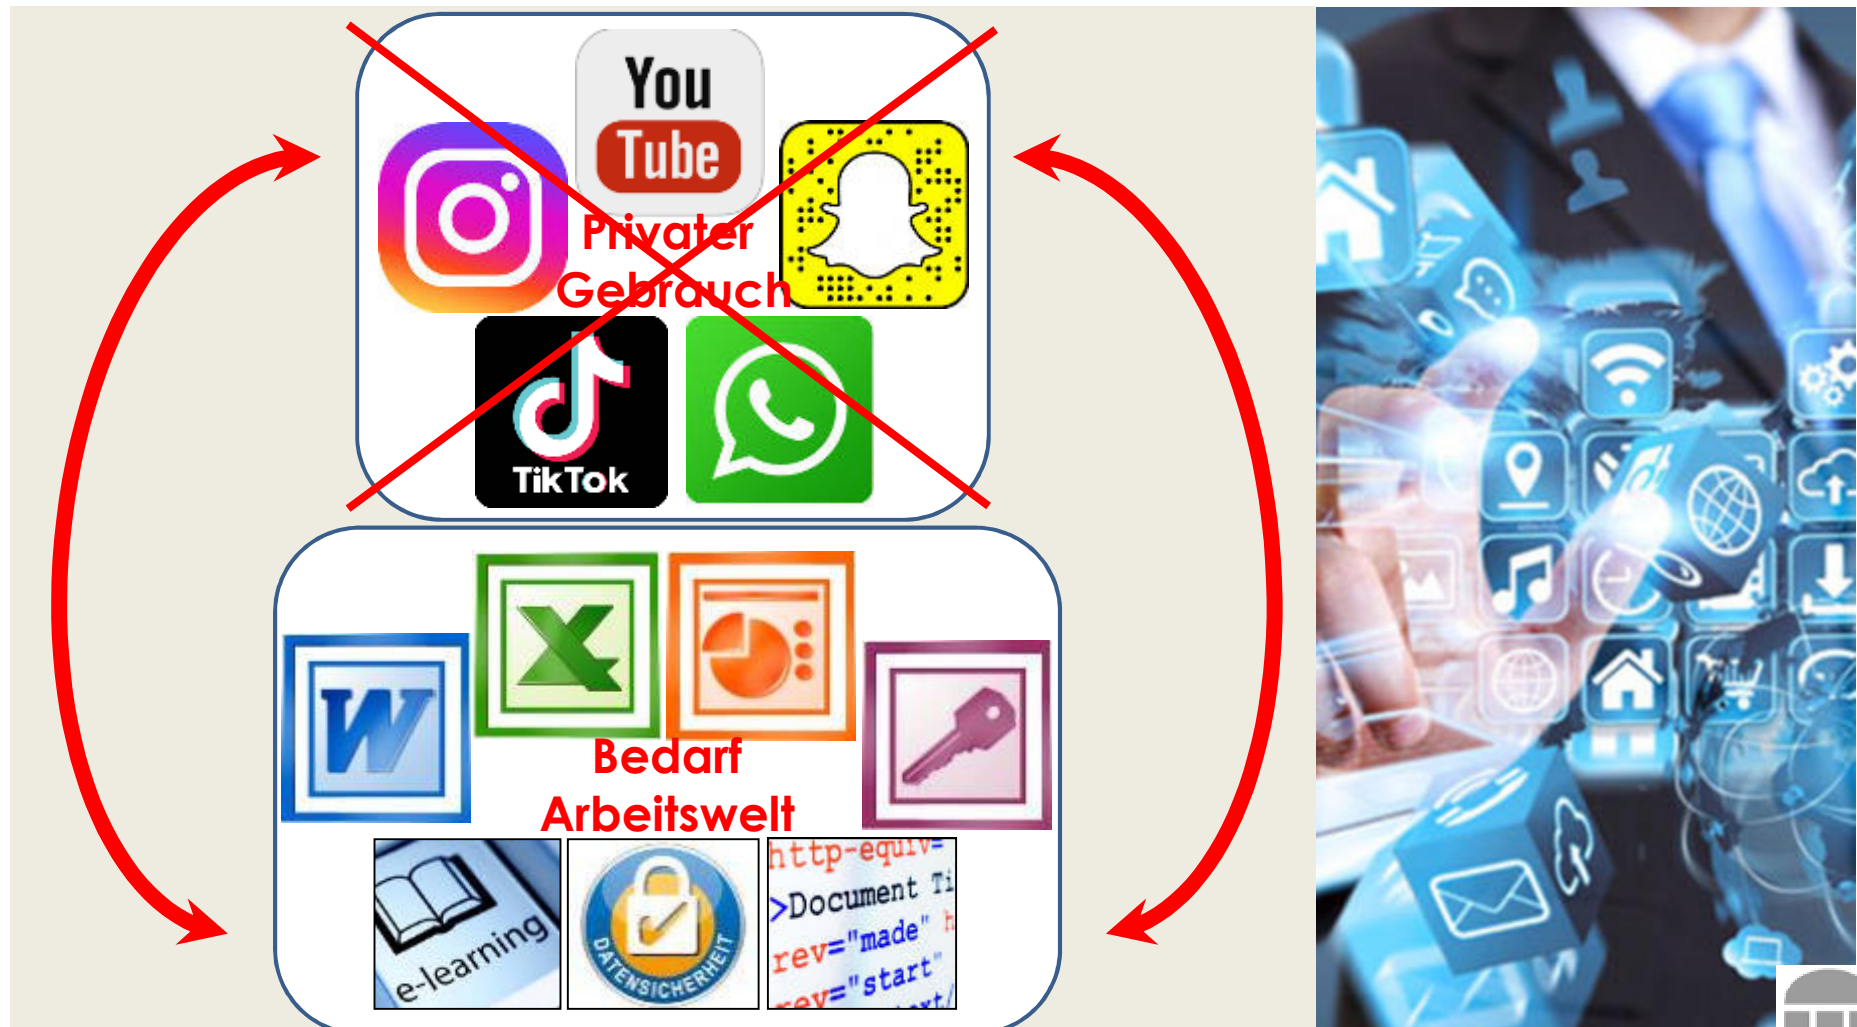 You
Tube
Privater
Gebrauch
TikTok
W
X
Bedarf
Arbeitswelt
e-learning
DATENSICHERHEIT
http-equiv=
>Document Ti
rev="made" h
rev="start"